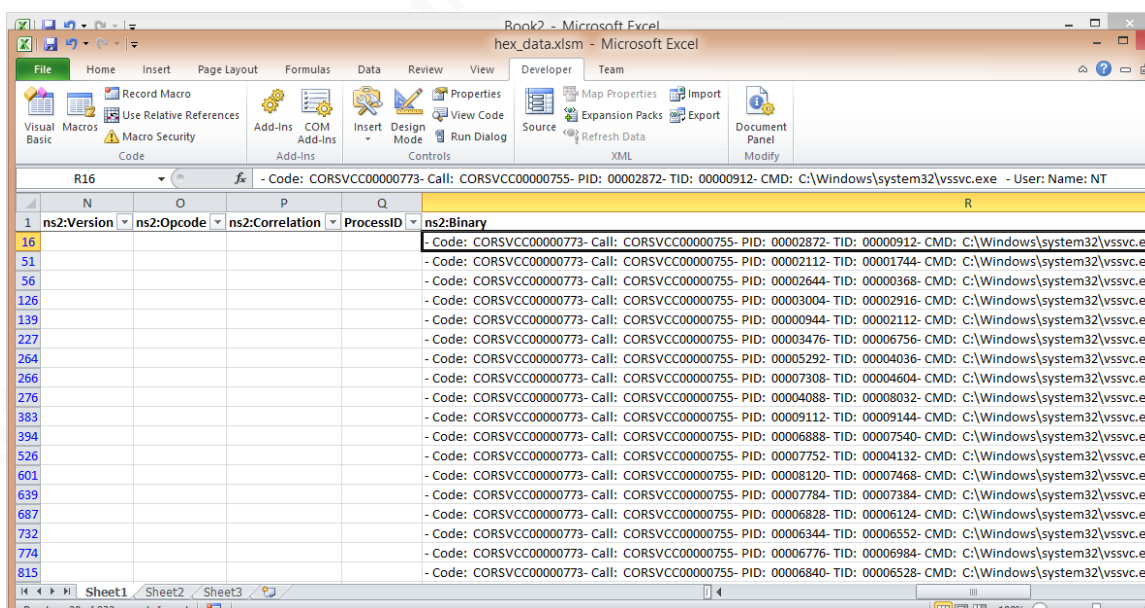 Book2 - Microsoft Excel
hex_data.xlsm - Microsoft Excel
File Home Insert Page Layout Formulas Data Review View Developer Team
Record Macro Properties Map Properties Import
Use Relative References View Code Expansion Packs Export
Macro Security Run Dialog Refresh Data
Visual Basic Macros Add-Ins COM Add-Ins Insert Design Mode Source Document Panel
Code Add-Ins Controls XML Modify
R16 fx - Code: CORSVCC00000773- Call: CORSVCC00000755- PID: 00002872- TID: 00000912- CMD: C:\Windows\system32\vssvc.exe - User: Name: NT
N O P Q R
1 ns2:Version ns2:Opcode ns2:Correlation ProcessID ns2:Binary
16 - Code: CORSVCC00000773- Call: CORSVCC00000755- PID: 00002872- TID: 00000912- CMD: C:\Windows\system32\vssvc.e
51 - Code: CORSVCC00000773- Call: CORSVCC00000755- PID: 00002112- TID: 00001744- CMD: C:\Windows\system32\vssvc.e
56 - Code: CORSVCC00000773- Call: CORSVCC00000755- PID: 00002644- TID: 00000368- CMD: C:\Windows\system32\vssvc.e
126 - Code: CORSVCC00000773- Call: CORSVCC00000755- PID: 00003004- TID: 00002916- CMD: C:\Windows\system32\vssvc.e
139 - Code: CORSVCC00000773- Call: CORSVCC00000755- PID: 00000944- TID: 00002112- CMD: C:\Windows\system32\vssvc.e
227 - Code: CORSVCC00000773- Call: CORSVCC00000755- PID: 00003476- TID: 00006756- CMD: C:\Windows\system32\vssvc.e
264 - Code: CORSVCC00000773- Call: CORSVCC00000755- PID: 00005292- TID: 00004036- CMD: C:\Windows\system32\vssvc.e
266 - Code: CORSVCC00000773- Call: CORSVCC00000755- PID: 00007308- TID: 00004604- CMD: C:\Windows\system32\vssvc.e
276 - Code: CORSVCC00000773- Call: CORSVCC00000755- PID: 00004088- TID: 00008032- CMD: C:\Windows\system32\vssvc.e
383 - Code: CORSVCC00000773- Call: CORSVCC00000755- PID: 00009112- TID: 00009144- CMD: C:\Windows\system32\vssvc.e
394 - Code: CORSVCC00000773- Call: CORSVCC00000755- PID: 00006888- TID: 00007540- CMD: C:\Windows\system32\vssvc.e
526 - Code: CORSVCC00000773- Call: CORSVCC00000755- PID: 00007752- TID: 00004132- CMD: C:\Windows\system32\vssvc.e
601 - Code: CORSVCC00000773- Call: CORSVCC00000755- PID: 00008120- TID: 00007468- CMD: C:\Windows\system32\vssvc.e
639 - Code: CORSVCC00000773- Call: CORSVCC00000755- PID: 00007784- TID: 00007384- CMD: C:\Windows\system32\vssvc.e
687 - Code: CORSVCC00000773- Call: CORSVCC00000755- PID: 00006828- TID: 00006124- CMD: C:\Windows\system32\vssvc.e
732 - Code: CORSVCC00000773- Call: CORSVCC00000755- PID: 00006344- TID: 00006552- CMD: C:\Windows\system32\vssvc.e
774 - Code: CORSVCC00000773- Call: CORSVCC00000755- PID: 00006776- TID: 00006984- CMD: C:\Windows\system32\vssvc.e
815 - Code: CORSVCC00000773- Call: CORSVCC00000755- PID: 00006840- TID: 00006528- CMD: C:\Windows\system32\vssvc.e
Sheet1 Sheet2 Sheet3